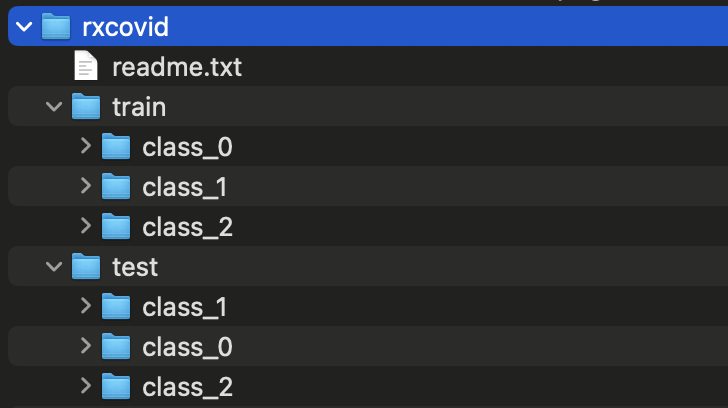 rxcovid
readme.txt
train
class_0
class_1
class_2
test
class_1
class_0
class_2